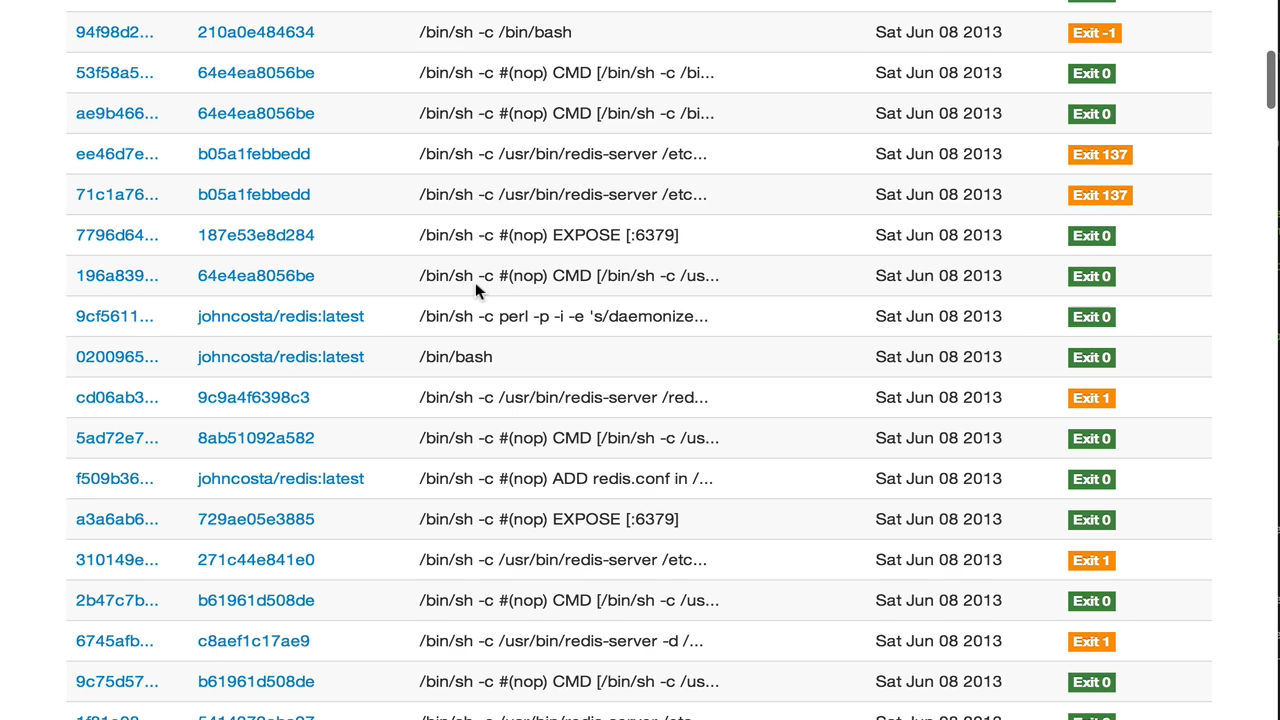 94f98d2... 210a0e484634 /bin/sh -c /bin/bash Sat Jun 08 2013 Exit -1
53f58a5... 64e4ea8056be /bin/sh -c #(nop) CMD [/bin/sh -c /bi... Sat Jun 08 2013 Exit 0
ae9b466... 64e4ea8056be /bin/sh -c #(nop) CMD [/bin/sh -c /bi... Sat Jun 08 2013 Exit 0
ee46d7e... b05a1febbedd /bin/sh -c /usr/bin/redis-server /etc... Sat Jun 08 2013 Exit 137
71c1a76... b05a1febbedd /bin/sh -c /usr/bin/redis-server /etc... Sat Jun 08 2013 Exit 137
7796d64... 187e53e8d284 /bin/sh -c #(nop) EXPOSE [:6379] Sat Jun 08 2013 Exit 0
196a839... 64e4ea8056be /bin/sh -c #(nop) CMD [/bin/sh -c /us... Sat Jun 08 2013 Exit 0
9cf5611... johncosta/redis:latest /bin/sh -c perl -p -i -e 's/daemonize... Sat Jun 08 2013 Exit 0
0200965... johncosta/redis:latest /bin/bash Sat Jun 08 2013 Exit 0
cd06ab3... 9c9a4f6398c3 /bin/sh -c /usr/bin/redis-server /red... Sat Jun 08 2013 Exit 1
5ad72e7... 8ab51092a582 /bin/sh -c #(nop) CMD [/bin/sh -c /us... Sat Jun 08 2013 Exit 0
f509b36... johncosta/redis:latest /bin/sh -c #(nop) ADD redis.conf in /... Sat Jun 08 2013 Exit 0
a3a6ab6... 729ae05e3885 /bin/sh -c #(nop) EXPOSE [:6379] Sat Jun 08 2013 Exit 0
310149e... 271c44e841e0 /bin/sh -c /usr/bin/redis-server /etc... Sat Jun 08 2013 Exit 1
2b47c7b... b61961d508de /bin/sh -c #(nop) CMD [/bin/sh -c /us... Sat Jun 08 2013 Exit 0
6745afb... c8aef1c17ae9 /bin/sh -c /usr/bin/redis-server -d /... Sat Jun 08 2013 Exit 1
9c75d57... b61961d508de /bin/sh -c #(nop) CMD [/bin/sh -c /us... Sat Jun 08 2013 Exit 0